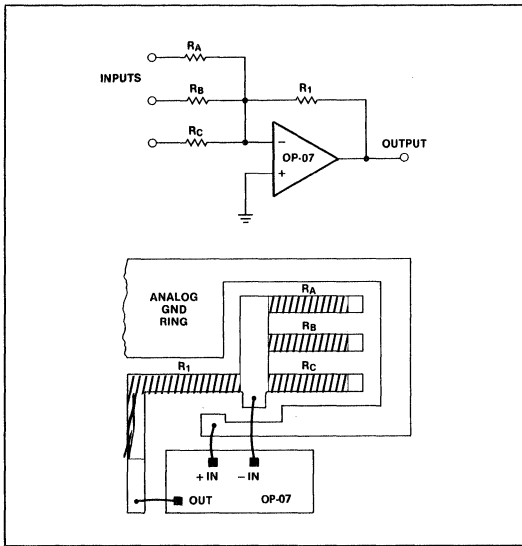 RA
INPUTS
RB
R1
RC
−
OP-07
+
OUTPUT
ANALOG
GND
RING
RA
RB
R1
RC
+ IN
− IN
OUT
OP-07